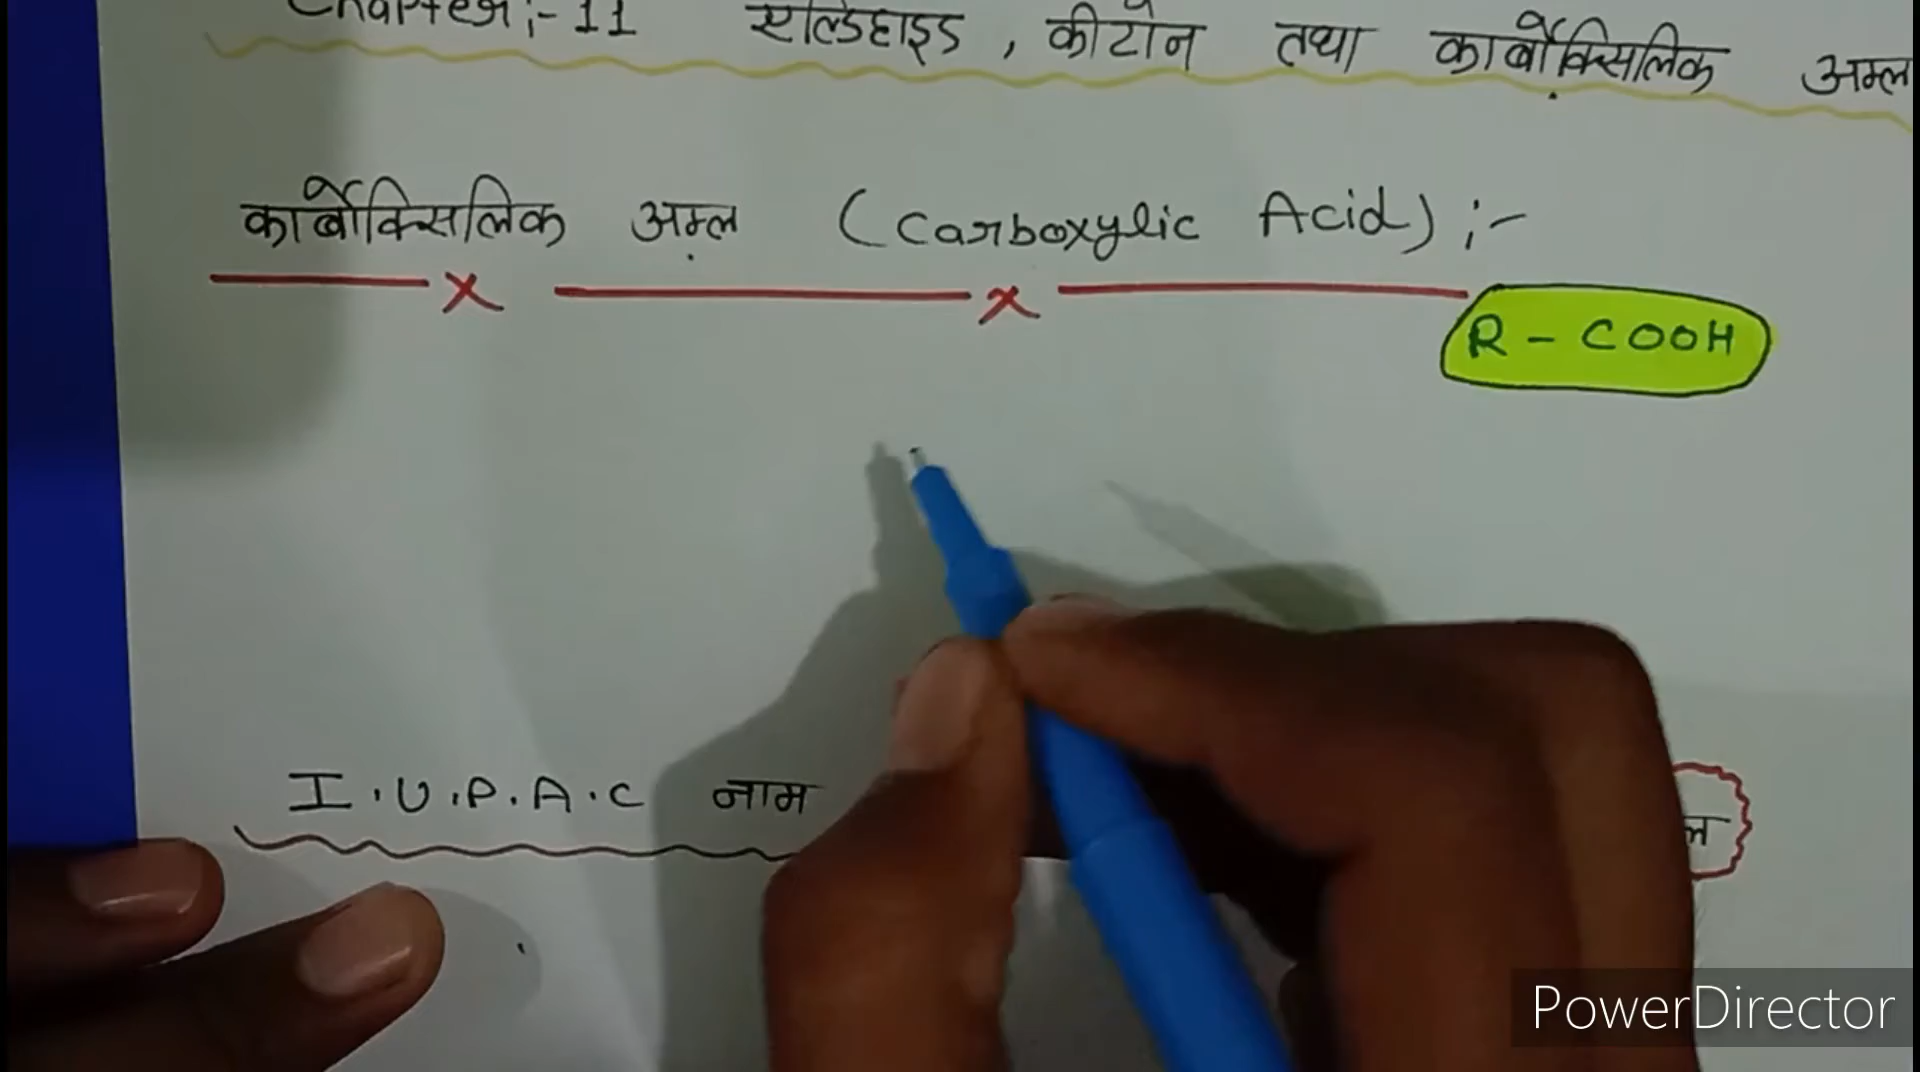 Chapter :- 11 एल्डिहाइड , कीटोन तथा कार्बोक्सिलिक अम्ल
कार्बोक्सिलिक अम्ल (Carboxylic Acid) :-
R - COOH
I.U.P.A.C नाम
PowerDirector